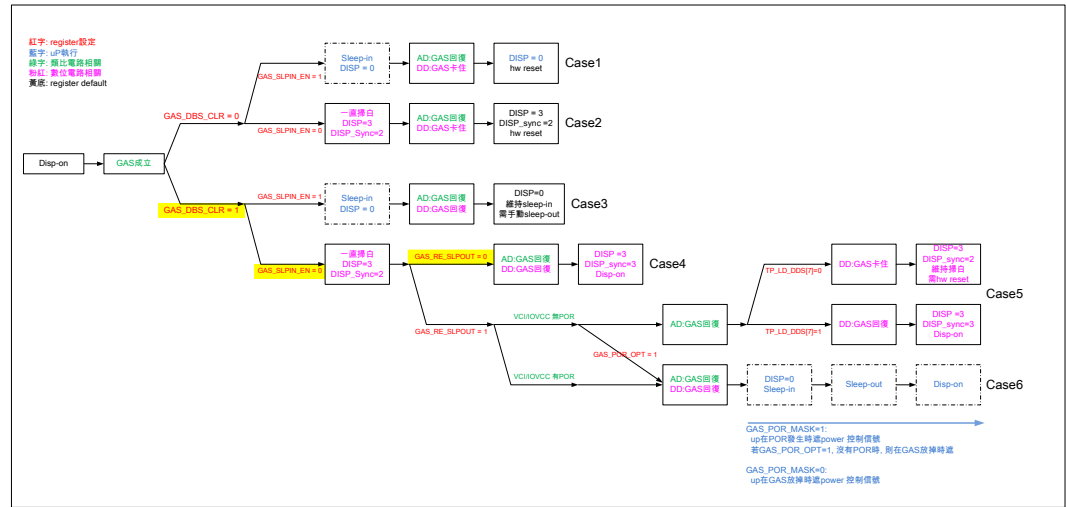 紅字: register設定
藍字: uP執行
綠字: 類比電路相關
粉紅: 數位電路相關
黃底: register default
Disp-on
GAS成立
GAS_DBS_CLR = 0
GAS_SLPIN_EN = 1
Sleep-in
DISP = 0
AD:GAS回復
DD:GAS卡住
DISP = 0
hw reset
Case1
GAS_SLPIN_EN = 0
一直掃白
DISP=3
DISP_Sync=2
AD:GAS回復
DD:GAS卡住
DISP = 3
DISP_sync =2
hw reset
Case2
GAS_DBS_CLR = 1
GAS_SLPIN_EN = 1
Sleep-in
DISP = 0
AD:GAS回復
DD:GAS回復
DISP=0
維持sleep-in
需手動sleep-out
Case3
GAS_SLPIN_EN = 0
一直掃白
DISP=3
DISP_Sync=2
GAS_RE_SLPOUT = 0
AD:GAS回復
DD:GAS回復
DISP =3
DISP_sync=3
Disp-on
Case4
GAS_RE_SLPOUT = 1
VCI/IOVCC 無POR
AD:GAS回復
TP_LD_DDS[7]=0
DD:GAS卡住
DISP=3
DISP_sync=2
維持掃白
需hw reset
Case5
TP_LD_DDS[7]=1
DD:GAS回復
DISP =3
DISP_sync=3
Disp-on
GAS_POR_OPT = 1
VCI/IOVCC 有POR
AD:GAS回復
DD:GAS回復
DISP=0
Sleep-in
Sleep-out
Disp-on
Case6
GAS_POR_MASK=1:
up在POR發生時遮power 控制信號
若GAS_POR_OPT=1, 沒有POR時, 則在GAS放掉時遮
GAS_POR_MASK=0:
up在GAS放掉時遮power 控制信號